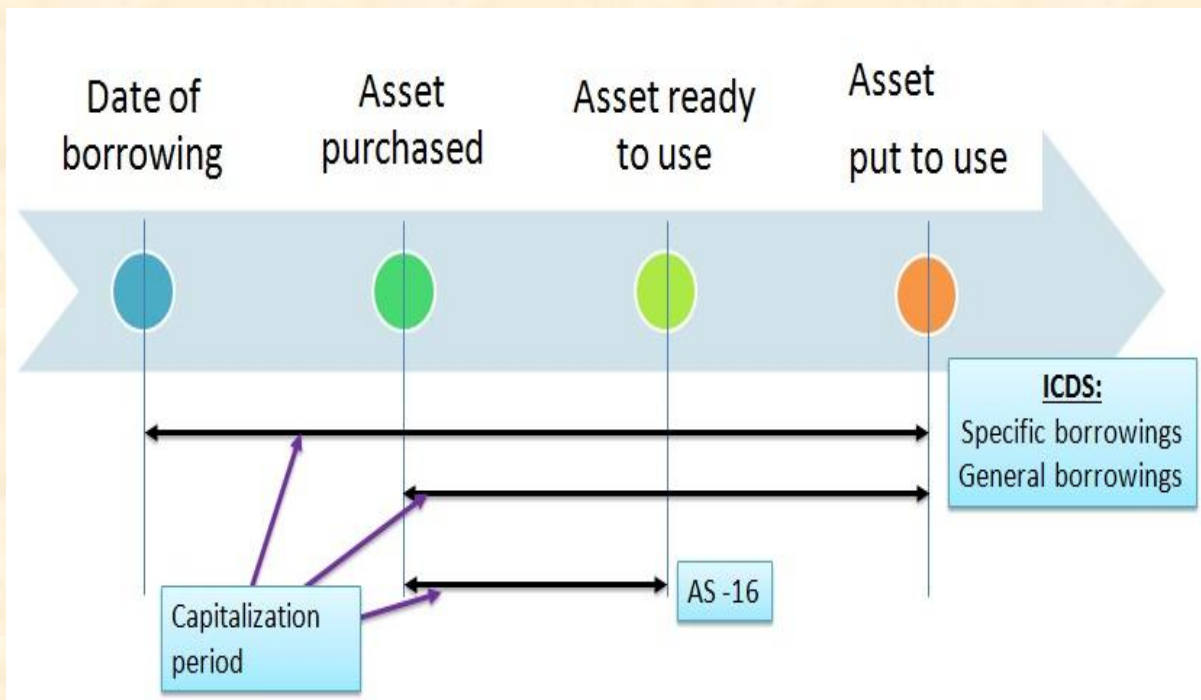 Date of
borrowing
Asset
purchased
Asset ready
to use
Asset
put to use
ICDS:
Specific borrowings
General borrowings
AS -16
Capitalization
period